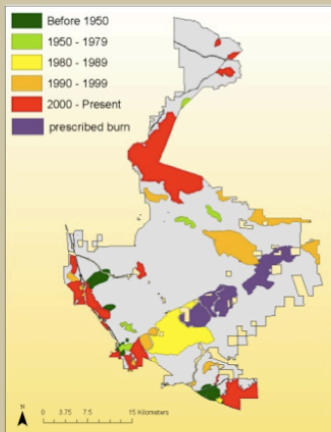 Before 1950
1950 - 1979
1980 - 1989
1990 - 1999
2000 - Present
prescribed burn
N
0 3.75 7.5 15 Kilometers